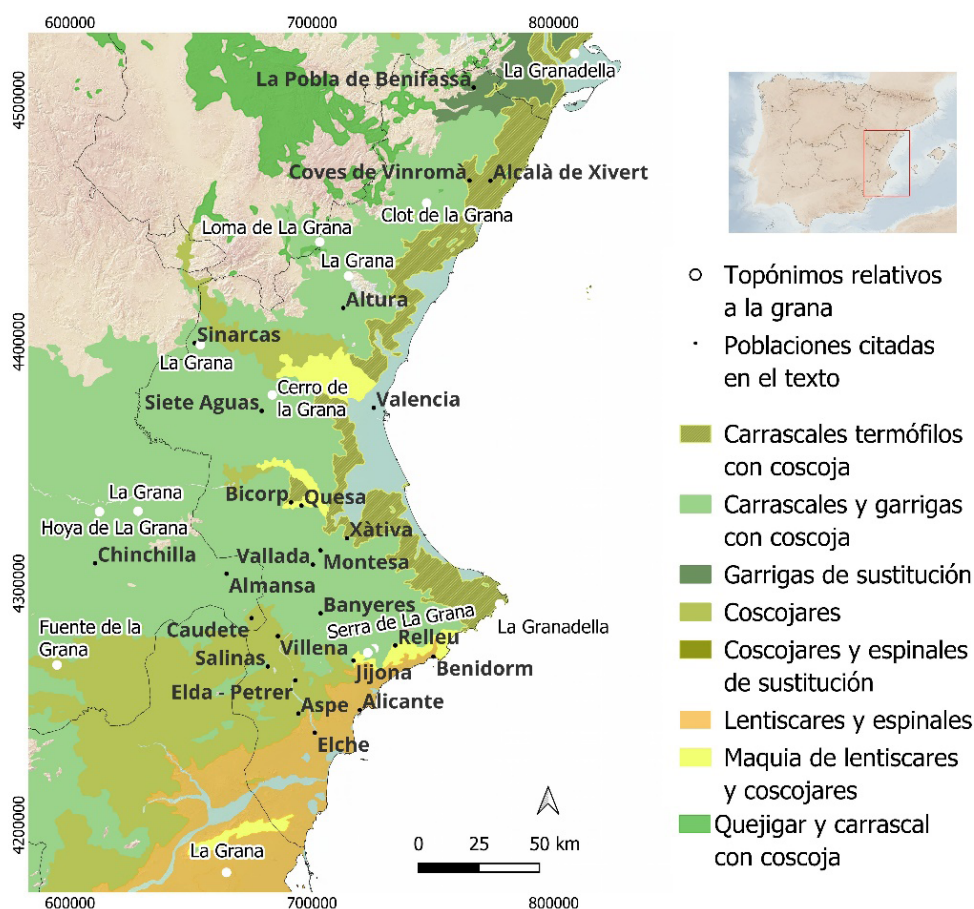 600000
700000
800000
4500000
4400000
4300000
4200000
La Granadella
La Pobla de Benifassà
Coves de Vinromà
Alcalà de Xivert
Clot de la Grana
Loma de La Grana
La Grana
Altura
Sinarcas
La Grana
Cerro de
la Grana
Siete Aguas
Valencia
La Grana
Bicorp
Quesa
Hoya de La Grana
Xàtiva
Chinchilla
Vallada
Montesa
Almansa
Banyeres
Serra de La Grana
La Granadella
Caudete
Fuente de la
Grana
Villena
Relleu
Salinas
Jijona
Benidorm
Elda - Petrer
Aspe
Alicante
Elche
La Grana
0 25 50 km
600000
700000
800000
Topónimos relativos
a la grana
Poblaciones citadas
en el texto
Carrascales termófilos
con coscoja
Carrascales y garrigas
con coscoja
Garrigas de sustitución
Coscojares
Coscojares y espinales
de sustitución
Lentiscares y espinales
Maquia de lentiscares
y coscojares
Quejigar y carrascal
con coscoja